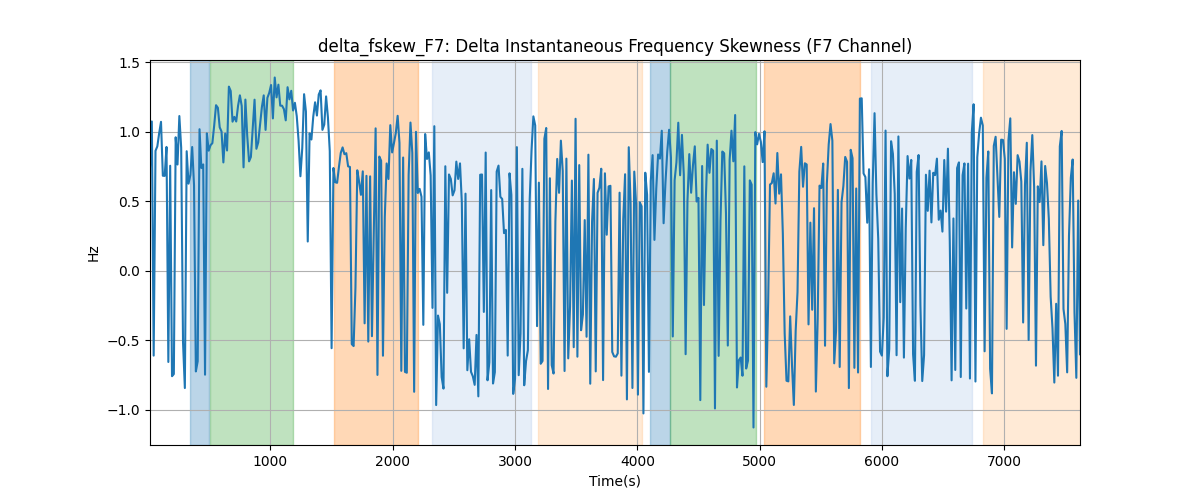 delta_fskew_F7: Delta Instantaneous Frequency Skewness (F7 Channel)
1.5
1.0
0.5
0.0
−0.5
−1.0
Hz
1000 2000 3000 4000 5000 6000 7000
Time(s)